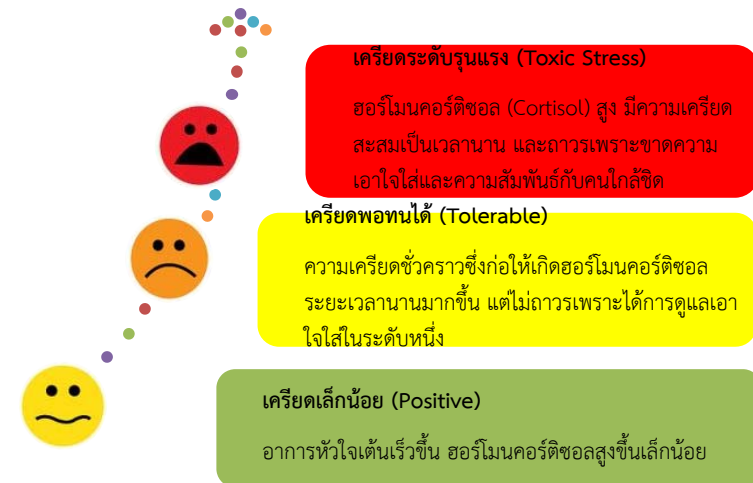 เครียดระดับรุนแรง (Toxic Stress)
ฮอร์โมนคอร์ติซอล (Cortisol) สูง มีความเครียด
สะสมเป็นเวลานาน และถาวรเพราะขาดความ
เอาใจใส่และความสัมพันธ์กับคนใกล้ชิด
เครียดพอทนได้ (Tolerable)
ความเครียดชั่วคราวซึ่งก่อให้เกิดฮอร์โมนคอร์ติซอล
ระยะเวลานานมากขึ้น แต่ไม่ถาวรเพราะได้การดูแลเอา
ใจใส่ในระดับหนึ่ง
เครียดเล็กน้อย (Positive)
อาการหัวใจเต้นเร็วขึ้น ฮอร์โมนคอร์ติซอลสูงขึ้นเล็กน้อย